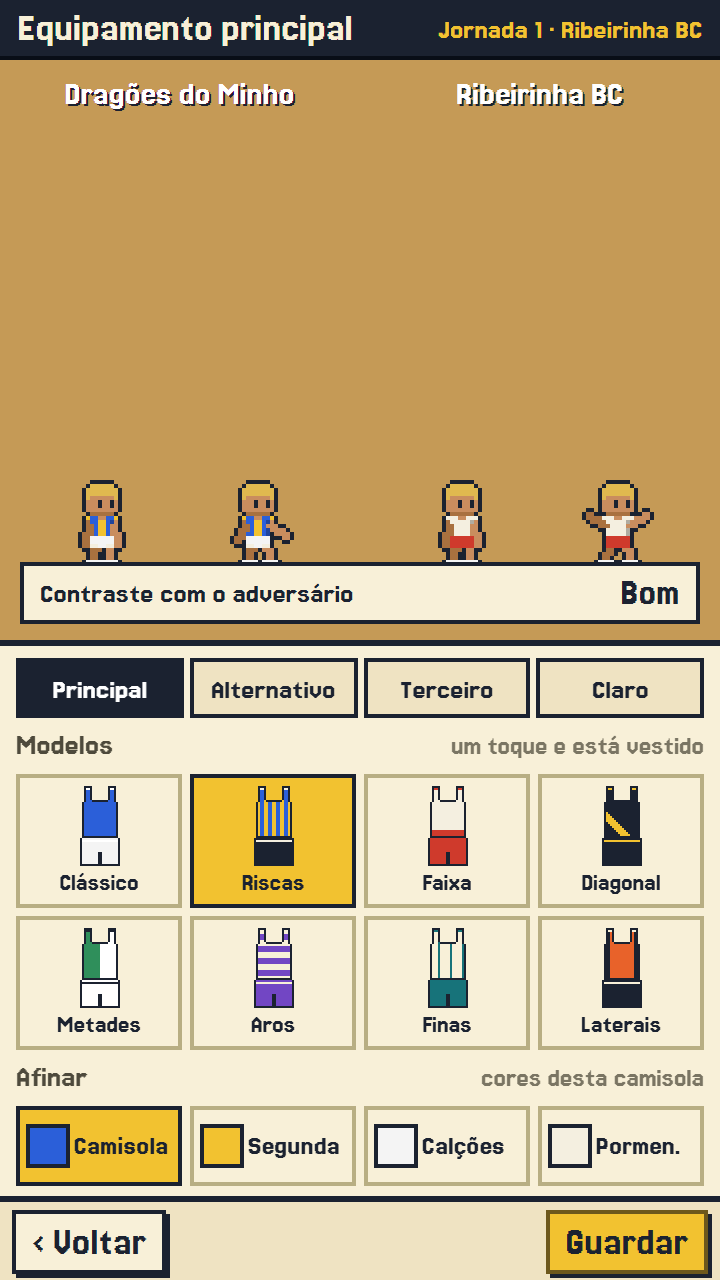 Equipamento principal
Jornada 1 · Ribeirinha BC
Dragões do Minho
Ribeirinha BC
Contraste com o adversário
Bom
Principal
Alternativo
Terceiro
Claro
Modelos
um toque e está vestido
Clássico
Riscas
Faixa
Diagonal
Metades
Aros
Finas
Laterais
Afinar
cores desta camisola
Camisola
Segunda
Calções
Pormen.
‹ Voltar
Guardar